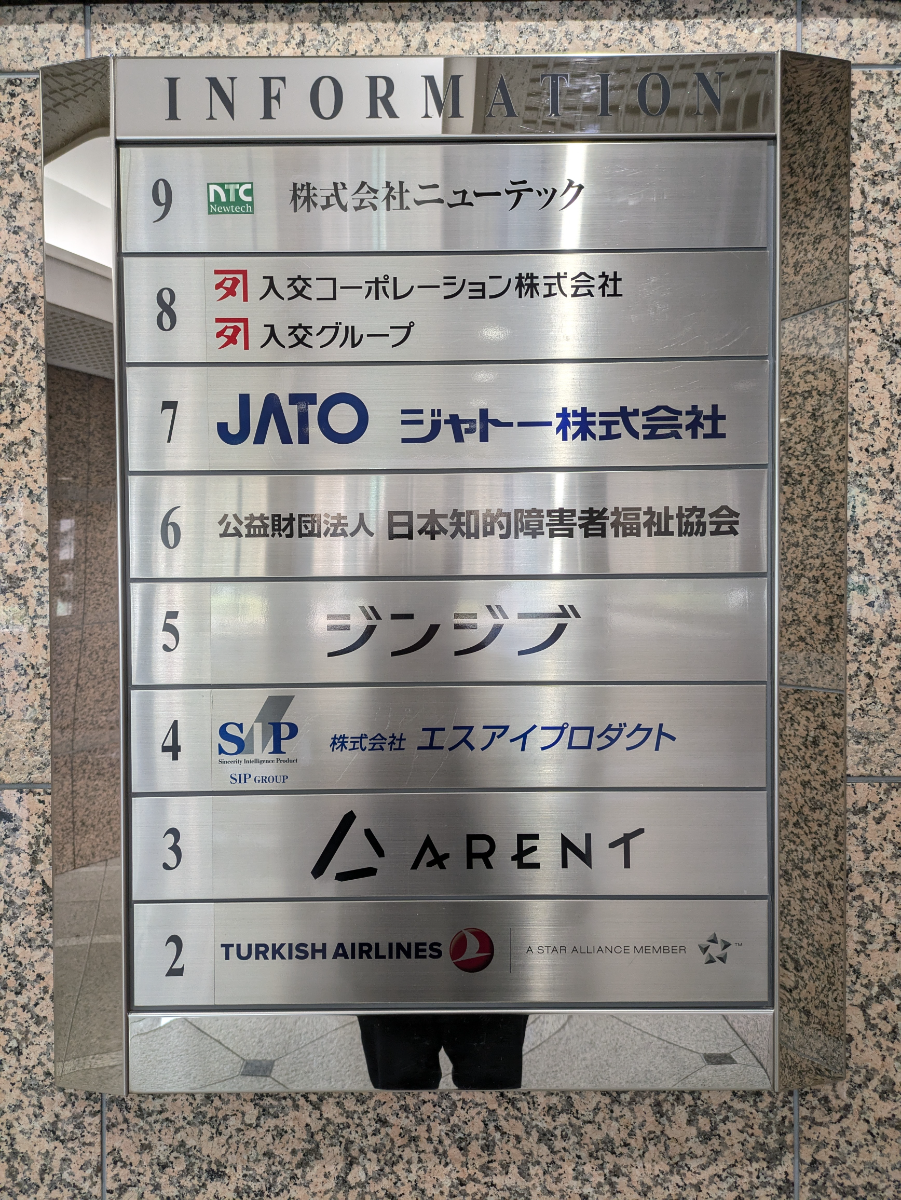 INFORMATION
9 NTC Newtech 株式会社ニューテック
8 入交コーポレーション株式会社
入交グループ
7 JATO ジャトー株式会社
6 公益財団法人 日本知的障害者福祉協会
5 ジンジブ
4 SIP Sincerity Intelligence Product SIP GROUP 株式会社 エスアイプロダクト
3 ARENT
2 TURKISH AIRLINES A STAR ALLIANCE MEMBER ™